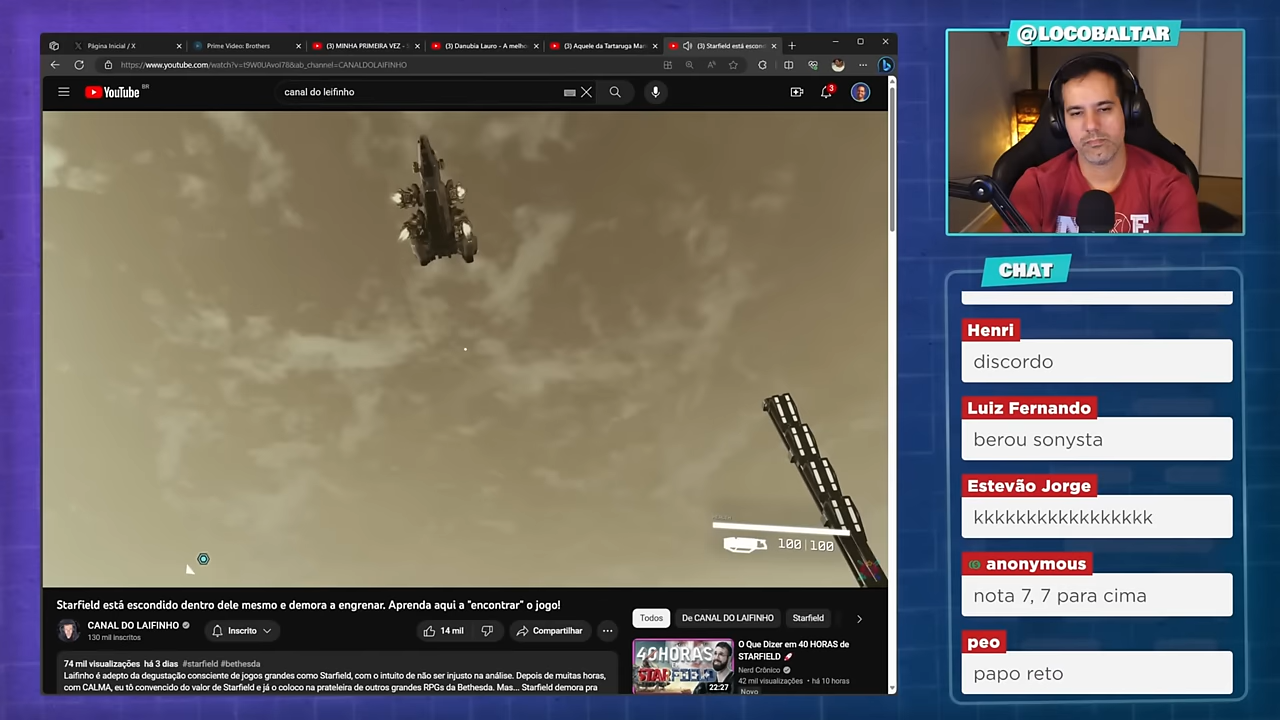 @LOCOBALTAR
Página Inicial / X
Prime Video: Brothers
(3) MINHA PRIMEIRA VEZ - S
(3) Danubia Lauro - A melho
(3) Aquele da Tartaruga Mar
(3) Starfield está escond
https://www.youtube.com/watch?v=t9W0UAvoI78&ab_channel=CANALDOLAIFINHO
YouTube BR
canal do leifinho
3
100|100
Starfield está escondido dentro dele mesmo e demora a engrenar. Aprenda aqui a "encontrar" o jogo!
CANAL DO LAIFINHO
130 mil inscritos
Inscrito
14 mil
Compartilhar
74 mil visualizações há 3 dias #starfield #bethesda
Laifinho é adepto da degustação consciente de jogos grandes como Starfield, com o intuito de não ser injusto na análise. Depois de muitas horas,
com CALMA, eu tô convencido do valor de Starfield e já o coloco na prateleira de outros grandes RPGs da Bethesda. Mas... Starfield demora pra
Todos
De CANAL DO LAIFINHO
Starfield
40HORAS
STARFIELD
22:27
O Que Dizer em 40 HORAS de
STARFIELD 🚀
Nerd Crônico
42 mil visualizações • há 10 horas
Novo
CHAT
Henri
discordo
Luiz Fernando
berou sonysta
Estevão Jorge
kkkkkkkkkkkkkkkkk
anonymous
nota 7, 7 para cima
peo
papo reto